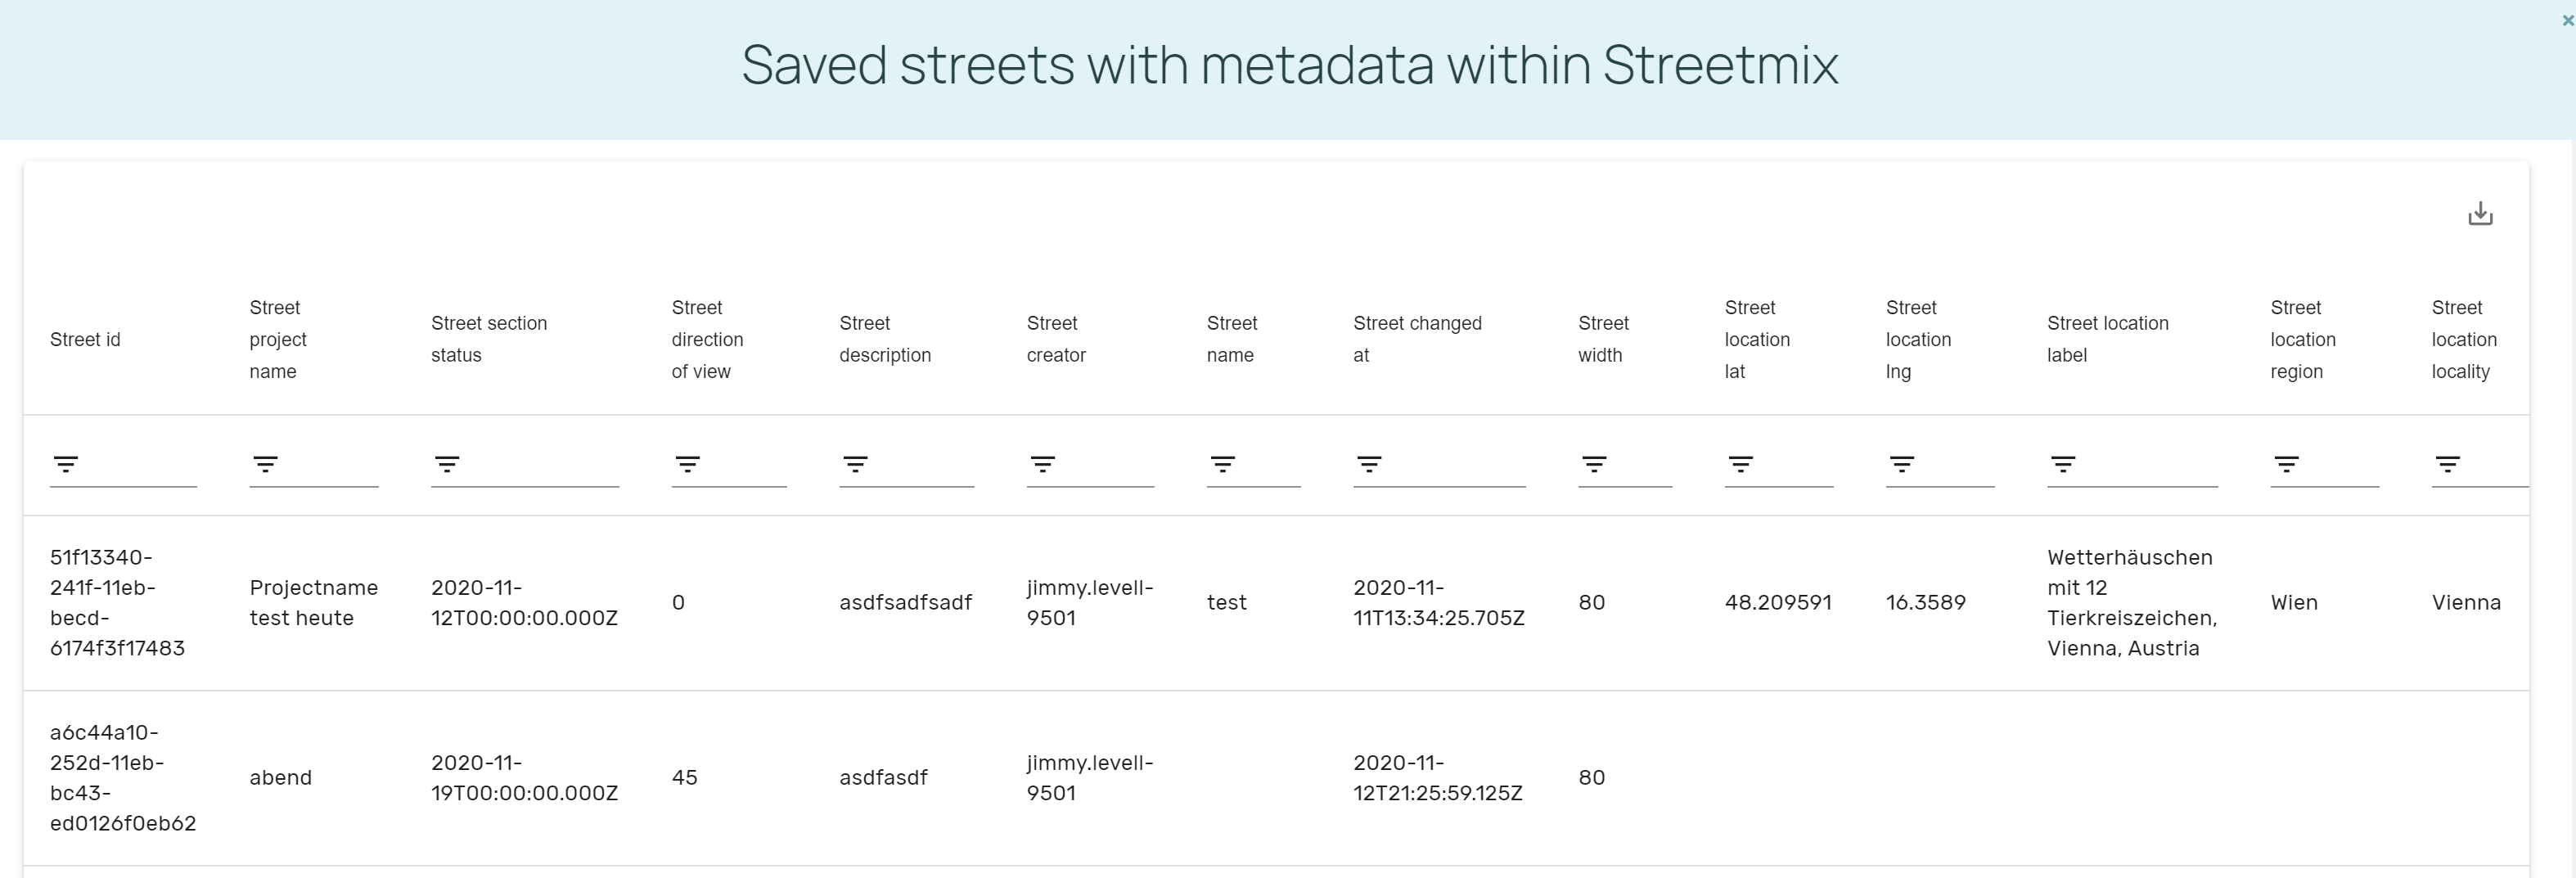 ×
Saved streets with metadata within Streetmix
Street id
Street
project
name
Street section
status
Street
direction
of view
Street
description
Street
creator
Street
name
Street changed
at
Street
width
Street
location
lat
Street
location
lng
Street location
label
Street
location
region
Street
location
locality
51f13340-
241f-11eb-
becd-
6174f3f17483
Projectname
test heute
2020-11-
12T00:00:00.000Z
0
asdfsadfsadf
jimmy.levell-
9501
test
2020-11-
11T13:34:25.705Z
80
48.209591
16.3589
Wetterhäuschen
mit 12
Tierkreiszeichen,
Vienna, Austria
Wien
Vienna
a6c44a10-
252d-11eb-
bc43-
ed0126f0eb62
abend
2020-11-
19T00:00:00.000Z
45
asdfasdf
jimmy.levell-
9501
2020-11-
12T21:25:59.125Z
80